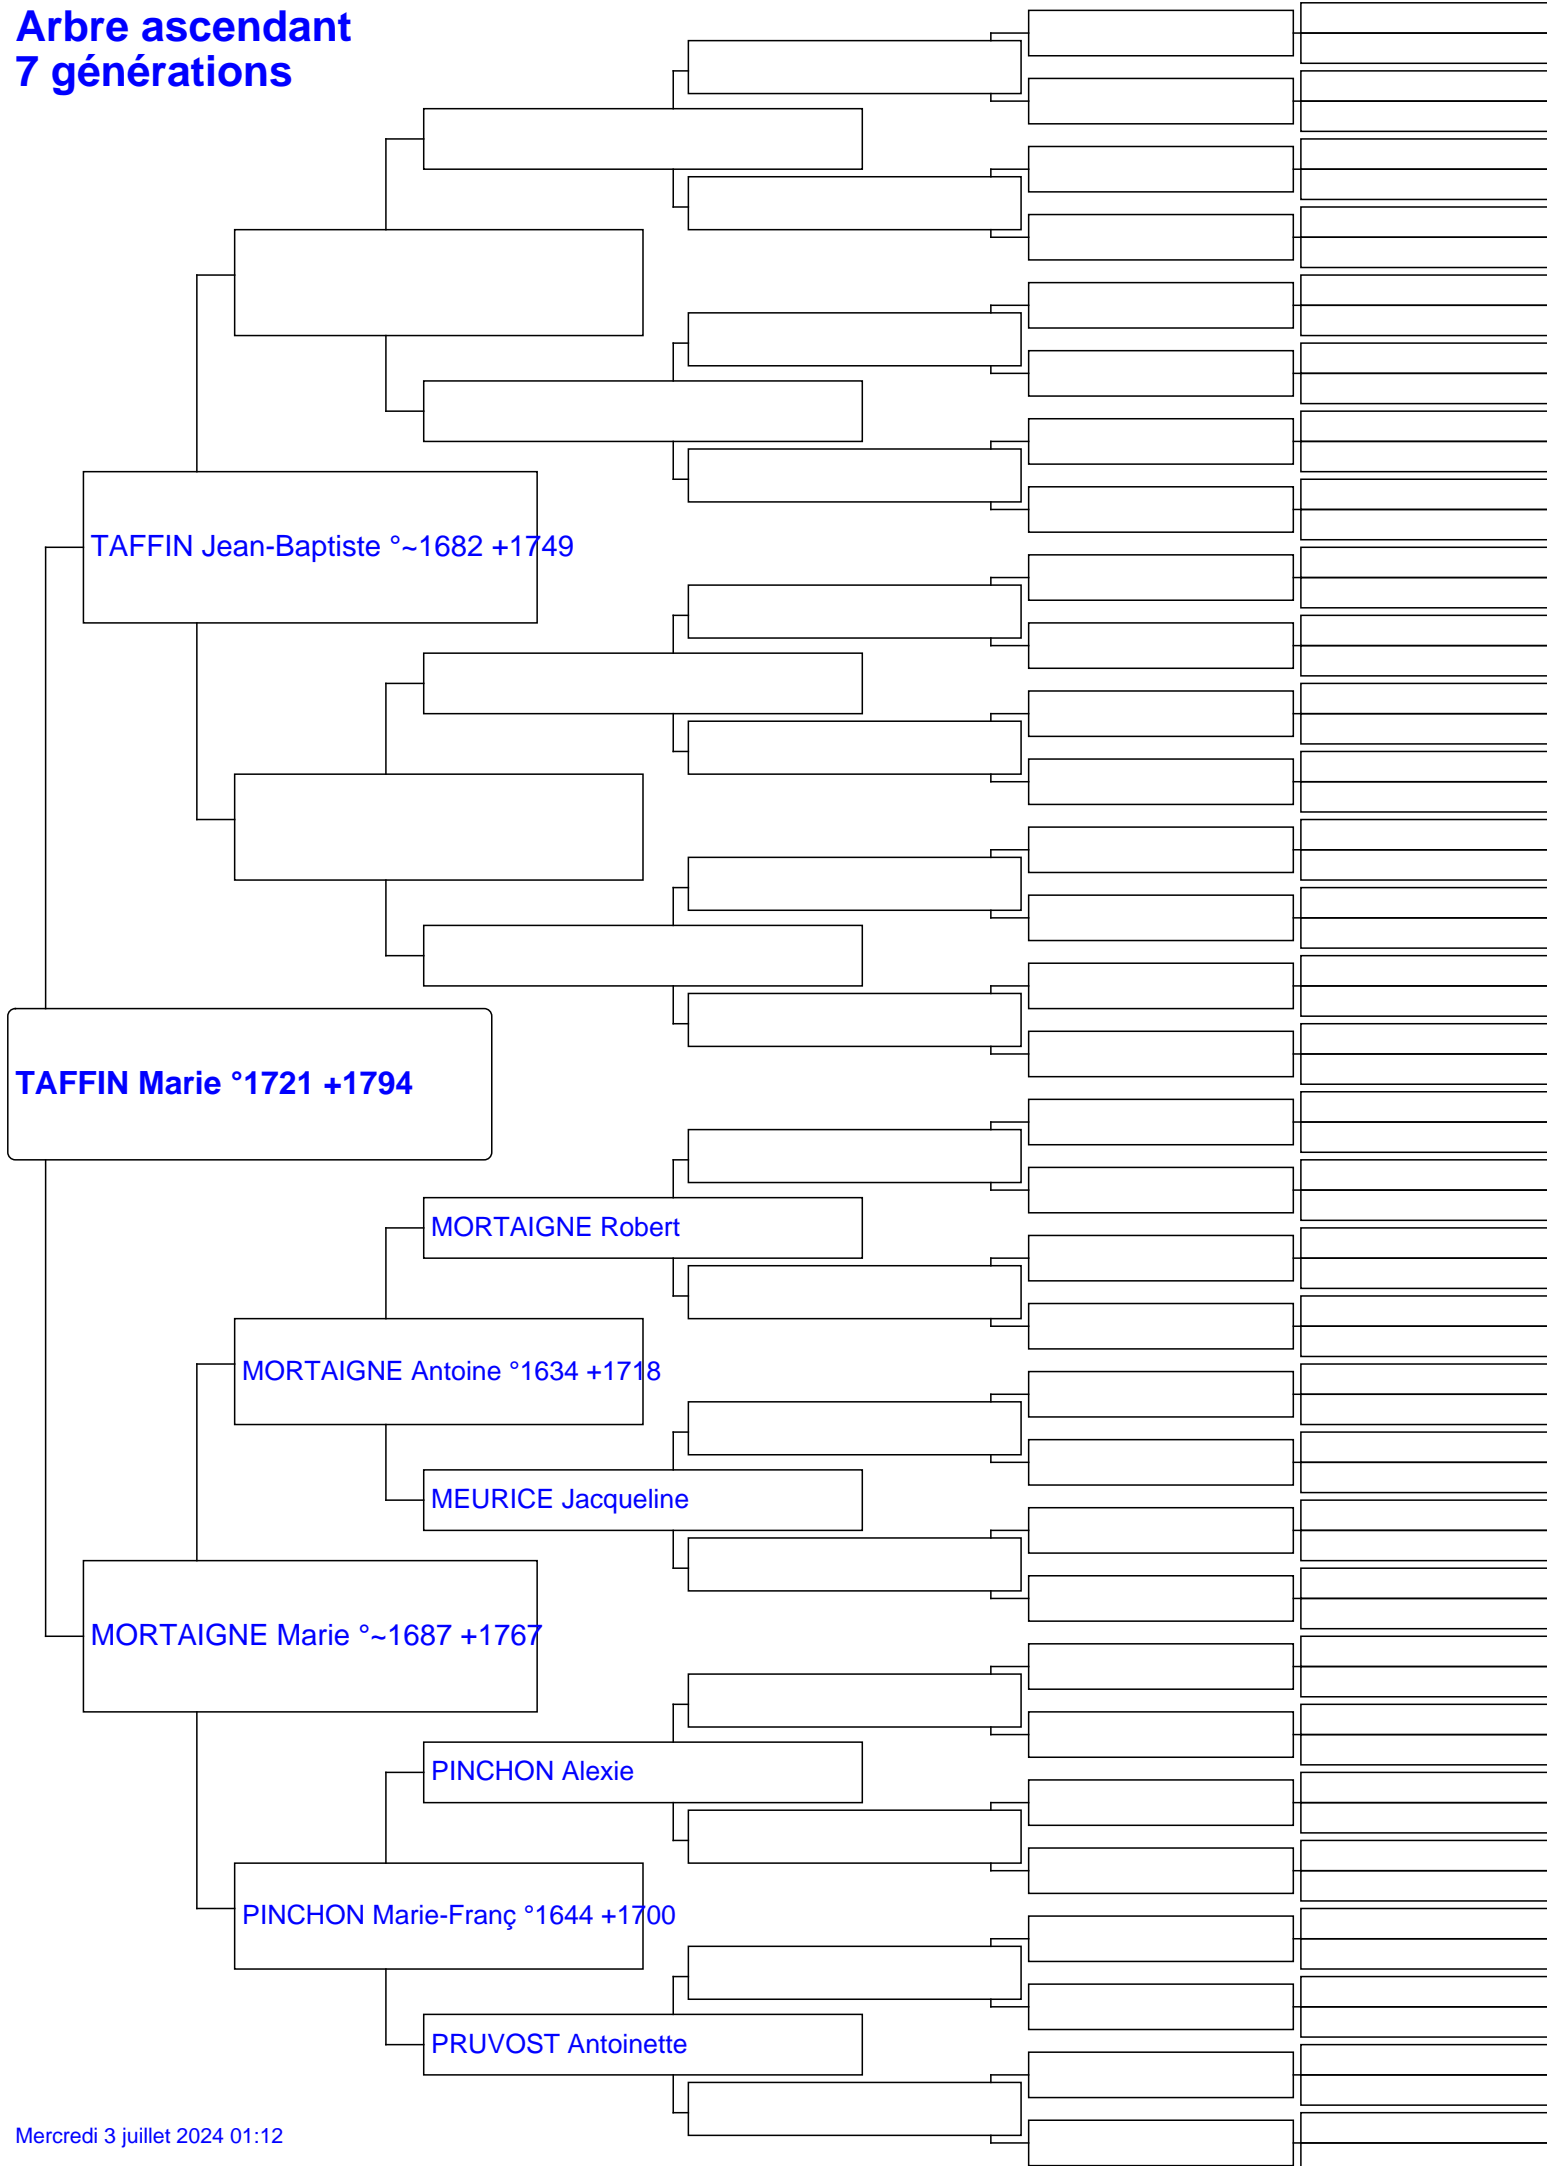 Arbre ascendant
7 générations
TAFFIN Jean-Baptiste °~1682 +1749
TAFFIN Marie °1721 +1794
MORTAIGNE Robert
MORTAIGNE Antoine °1634 +1718
MEURICE Jacqueline
MORTAIGNE Marie °~1687 +1767
PINCHON Alexie
PINCHON Marie-Franç °1644 +1700
PRUVOST Antoinette
Mercredi 3 juillet 2024 01:12